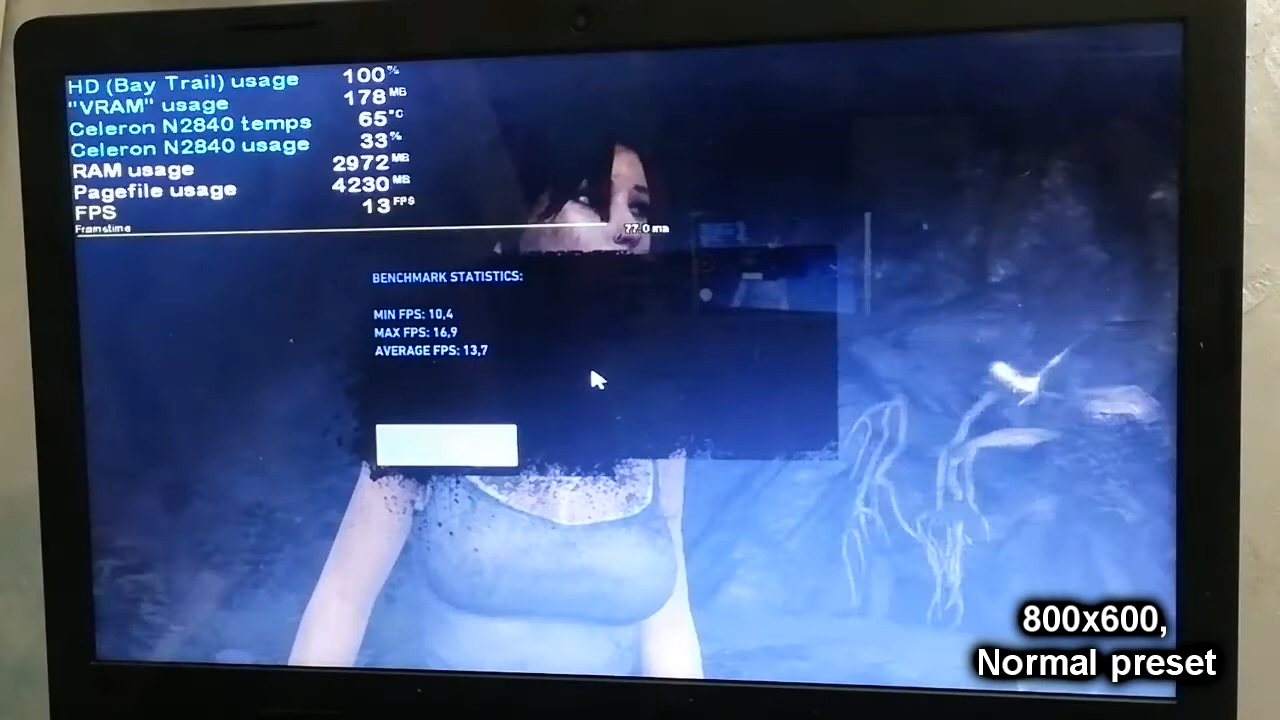 HD (Bay Trail) usage 100%
"VRAM" usage 178 MB
Celeron N2840 temps 65°C
Celeron N2840 usage 33%
RAM usage 2972 MB
Pagefile usage 4230 MB
FPS 13 FPS
Frametime 77.0 ms
BENCHMARK STATISTICS:
MIN FPS: 10,4
MAX FPS: 16,9
AVERAGE FPS: 13,7
800x600,
Normal preset